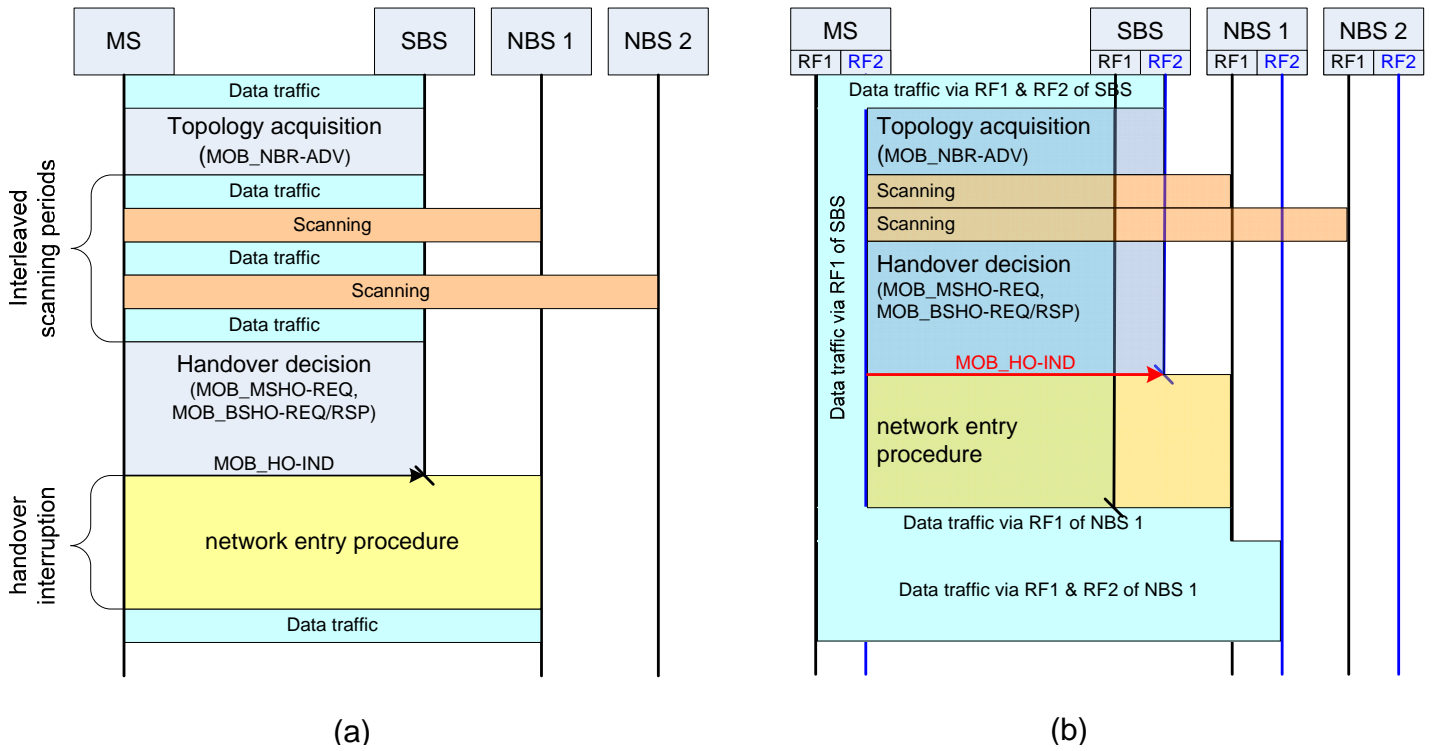 MS
SBS
NBS 1
NBS 2
Data traffic
Topology acquisition
(MOB_NBR-ADV)
Interleaved
scanning periods
Data traffic
Scanning
Data traffic
Scanning
Data traffic
Handover decision
(MOB_MSHO-REQ,
MOB_BSHO-REQ/RSP)
MOB_HO-IND
handover
interruption
network entry procedure
Data traffic
(a)
MS
SBS
NBS 1
NBS 2
RF1 RF2
RF1 RF2
RF1 RF2
RF1 RF2
Data traffic via RF1 & RF2 of SBS
Data traffic via RF1 of SBS
Topology acquisition
(MOB_NBR-ADV)
Scanning
Scanning
Handover decision
(MOB_MSHO-REQ,
MOB_BSHO-REQ/RSP)
MOB_HO-IND
network entry
procedure
Data traffic via RF1 of NBS 1
Data traffic via RF1 & RF2 of NBS 1
(b)